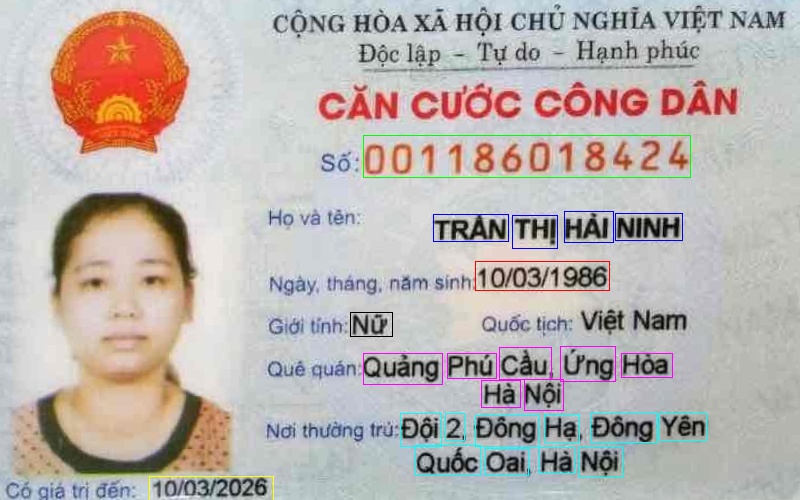 CỘNG HÒA XÃ HỘI CHỦ NGHĨA VIỆT NAM
Độc lập - Tự do - Hạnh phúc
CĂN CƯỚC CÔNG DÂN
Số: 001186018424
Họ và tên: TRẦN THỊ HẢI NINH
Ngày, tháng, năm sinh: 10/03/1986
Giới tính: Nữ Quốc tịch: Việt Nam
Quê quán: Quảng Phú Cầu, Ứng Hòa
Hà Nội
Nơi thường trú: Đội 2, Đông Hạ, Đông Yên
Quốc Oai, Hà Nội
Có giá trị đến: 10/03/2026